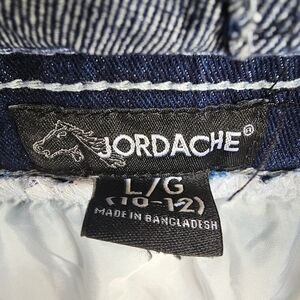 JORDACHE®
L/G
(10-12)
MADE IN BANGLADESH